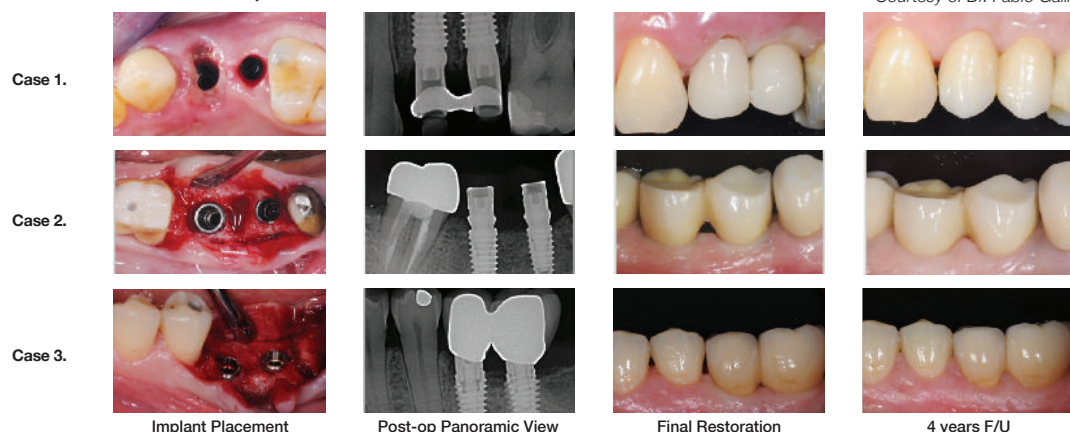 Case 1.
Case 2.
Case 3.
Implant Placement
Post-op Panoramic View
Final Restoration
4 years F/U